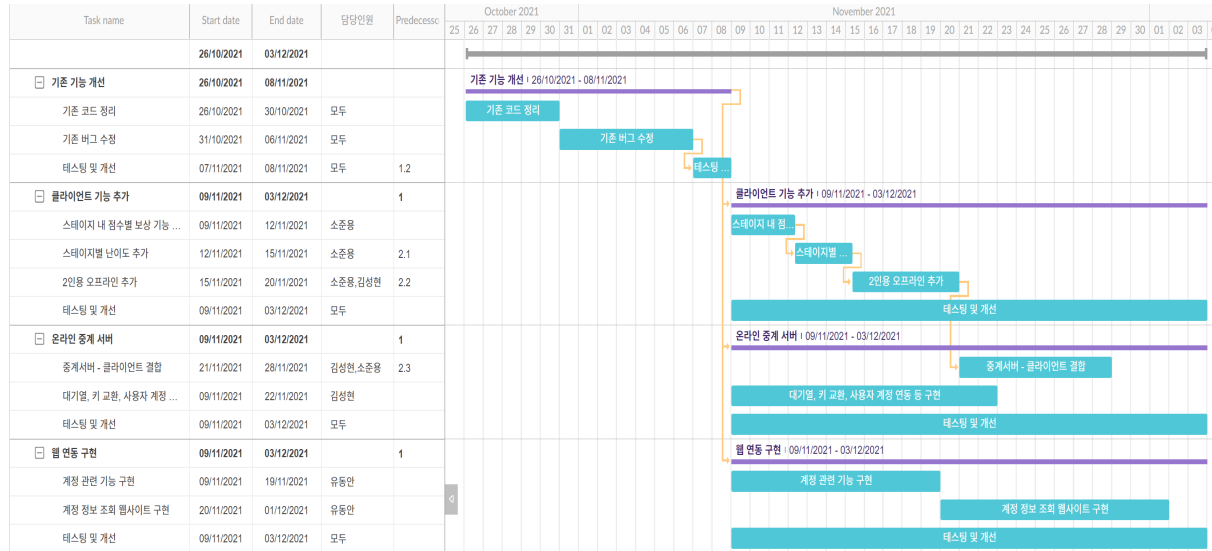 Task name Start date End date 담당인원 Predecesso October 2021 November 2021
25 26 27 28 29 30 31 01 02 03 04 05 06 07 08 09 10 11 12 13 14 15 16 17 18 19 20 21 22 23 24 25 26 27 28 29 30 01 02 03
26/10/2021 03/12/2021
기존 기능 개선 26/10/2021 08/11/2021 기존 기능 개선 26/10/2021 - 08/11/2021
기존 코드 정리 26/10/2021 30/10/2021 모두 기존 코드 정리
기존 버그 수정 31/10/2021 06/11/2021 모두 기존 버그 수정
테스팅 및 개선 07/11/2021 08/11/2021 모두 1.2 테스팅 ...
클라이언트 기능 추가 09/11/2021 03/12/2021 1 클라이언트 기능 추가 09/11/2021 - 03/12/2021
스테이지 내 점수별 보상 기능 ... 09/11/2021 12/11/2021 소준용 스테이지 내 점...
스테이지별 난이도 추가 12/11/2021 15/11/2021 소준용 2.1 스테이지별 ...
2인용 오프라인 추가 15/11/2021 20/11/2021 소준용,김성현 2.2 2인용 오프라인 추가
테스팅 및 개선 09/11/2021 03/12/2021 모두 테스팅 및 개선
온라인 중계 서버 09/11/2021 03/12/2021 1 온라인 중계 서버 09/11/2021 - 03/12/2021
중계서버 - 클라이언트 결합 21/11/2021 28/11/2021 김성현,소준용 2.3 중계서버 - 클라이언트 결합
대기열, 키 교환, 사용자 계정 ... 09/11/2021 22/11/2021 김성현 대기열, 키 교환, 사용자 계정 연동 등 구현
테스팅 및 개선 09/11/2021 03/12/2021 모두 테스팅 및 개선
웹 연동 구현 09/11/2021 03/12/2021 1 웹 연동 구현 09/11/2021 - 03/12/2021
계정 관련 기능 구현 09/11/2021 19/11/2021 유동안 계정 관련 기능 구현
계정 정보 조회 웹사이트 구현 20/11/2021 01/12/2021 유동안 계정 정보 조회 웹사이트 구현
테스팅 및 개선 09/11/2021 03/12/2021 모두 테스팅 및 개선